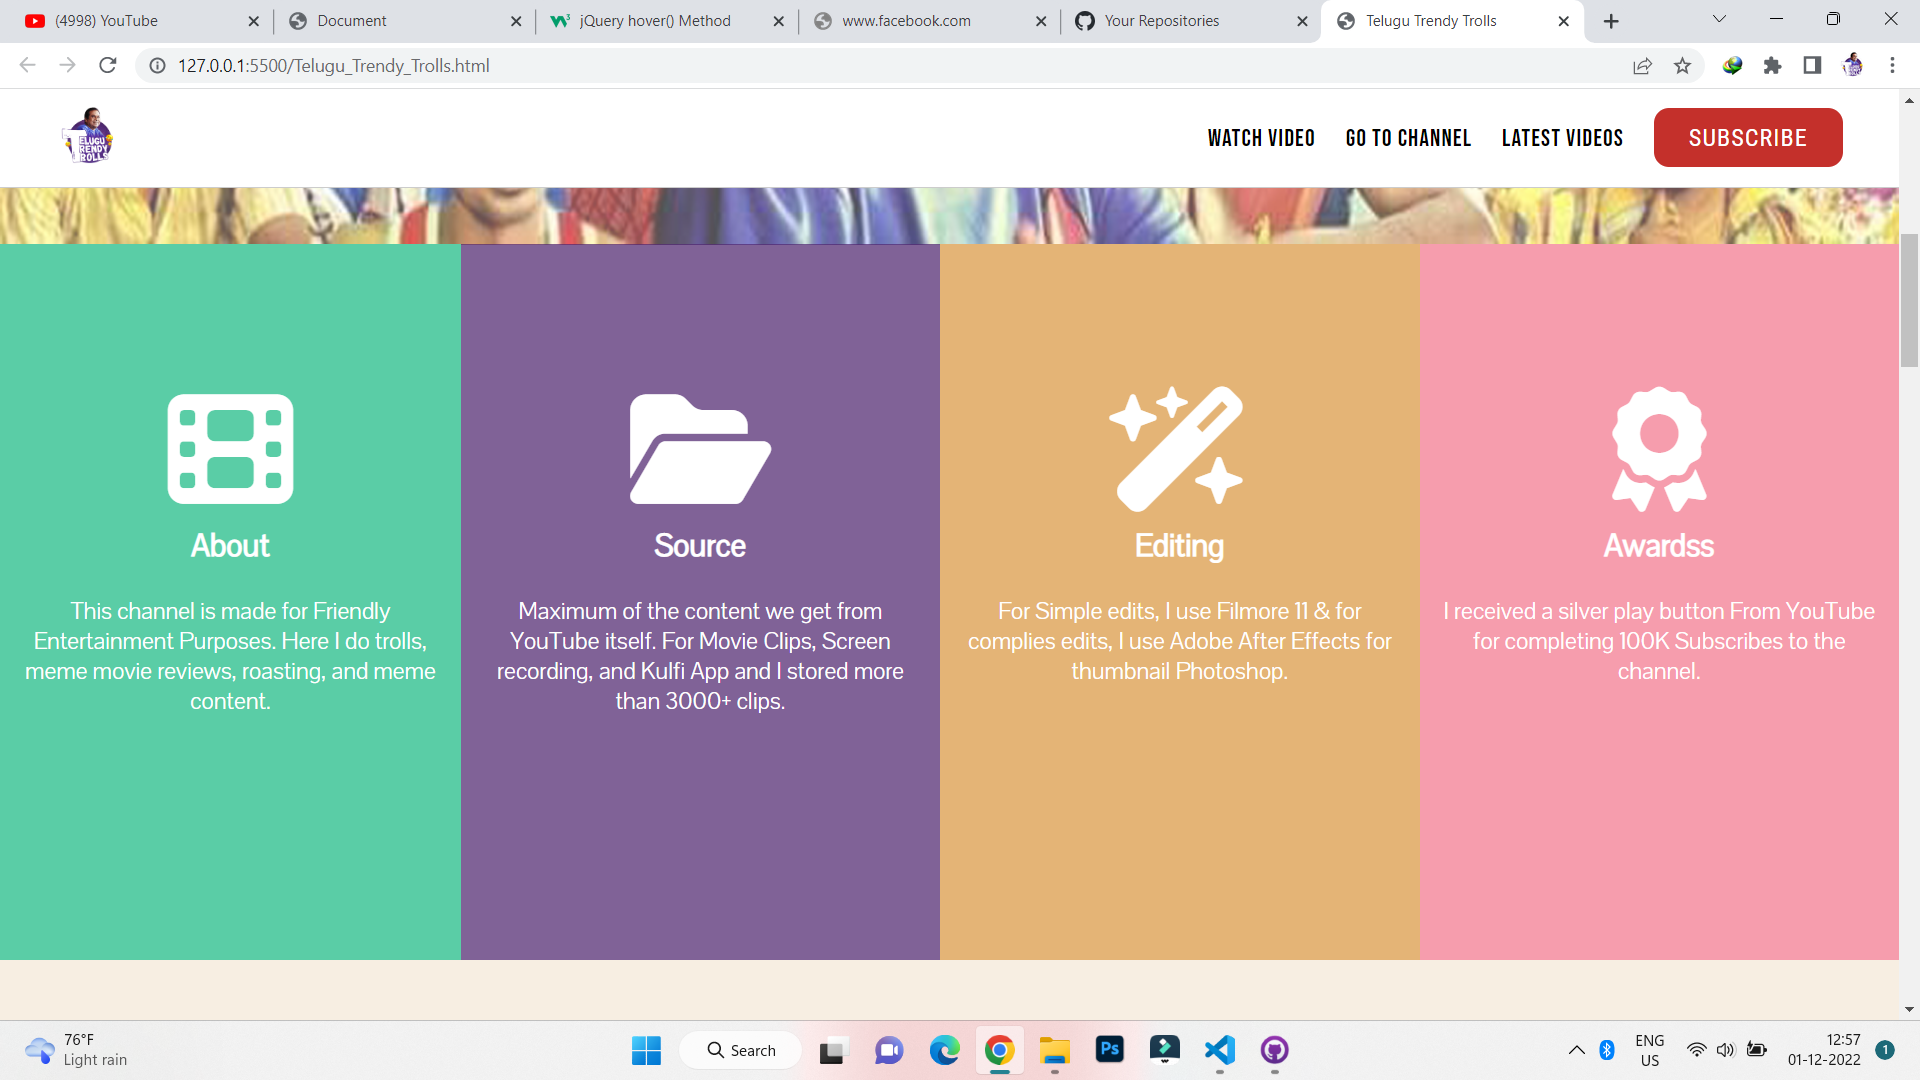 (4998) YouTube
Document
jQuery hover() Method
www.facebook.com
Your Repositories
Telugu Trendy Trolls
127.0.0.1:5500/Telugu_Trendy_Trolls.html
TELUGU
TRENDY
TROLLS
WATCH VIDEO
GO TO CHANNEL
LATEST VIDEOS
SUBSCRIBE
About
This channel is made for Friendly
Entertainment Purposes. Here I do trolls,
meme movie reviews, roasting, and meme
content.
Source
Maximum of the content we get from
YouTube itself. For Movie Clips, Screen
recording, and Kulfi App and I stored more
than 3000+ clips.
Editing
For Simple edits, I use Filmore 11 & for
complies edits, I use Adobe After Effects for
thumbnail Photoshop.
Awardss
I received a silver play button From YouTube
for completing 100K Subscribes to the
channel.
76°F
Light rain
Search
Ps
ENG
US
12:57
01-12-2022
1